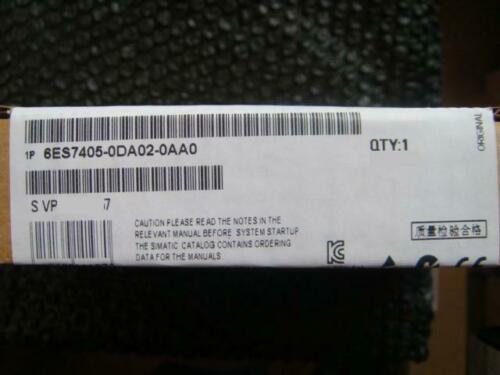 1P 6ES7405-0DA02-0AA0
QTY:1
ORIGINAL
S VP 7
CAUTION PLEASE READ THE NOTES IN THE
RELEVANT MANUAL BEFORE SYSTEM STARTUP
THE SIMATIC CATALOG CONTAINS ORDERING
DATA FOR THE MANUALS
质量检验合格